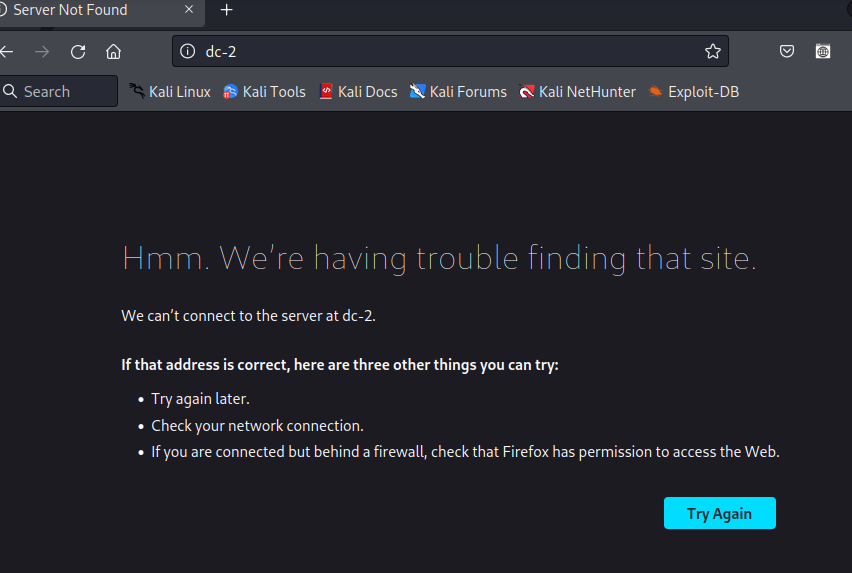 Server Not Found
dc-2
Search Kali Linux Kali Tools Kali Docs Kali Forums Kali NetHunter Exploit-DB
Hmm. We’re having trouble finding that site.
We can’t connect to the server at dc-2.
If that address is correct, here are three other things you can try:
• Try again later.
• Check your network connection.
• If you are connected but behind a firewall, check that Firefox has permission to access the Web.
Try Again